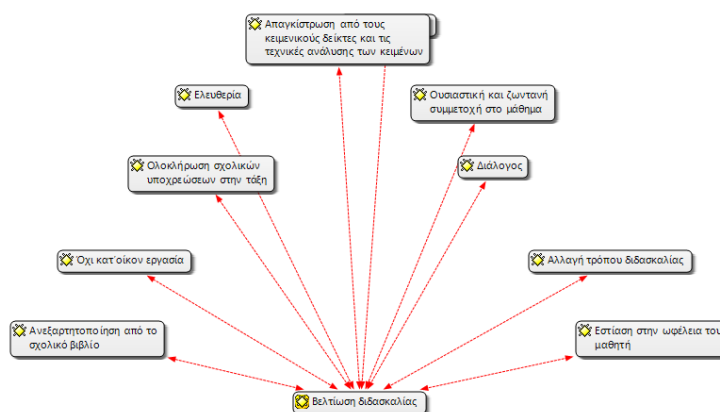 Απαγκίστρωση από τους
κειμενικούς δείκτες και τις
τεχνικές ανάλυσης των κειμένων
Ελευθερία
Ουσιαστική και ζωντανή
συμμετοχή στο μάθημα
Ολοκλήρωση σχολικών
υποχρεώσεων στην τάξη
Διάλογος
Όχι κατ΄οίκον εργασία
Αλλαγή τρόπου διδασκαλίας
Ανεξαρτητοποίηση από το
σχολικό βιβλίο
Εστίαση στην ωφέλεια του
μαθητή
Βελτίωση διδασκαλίας